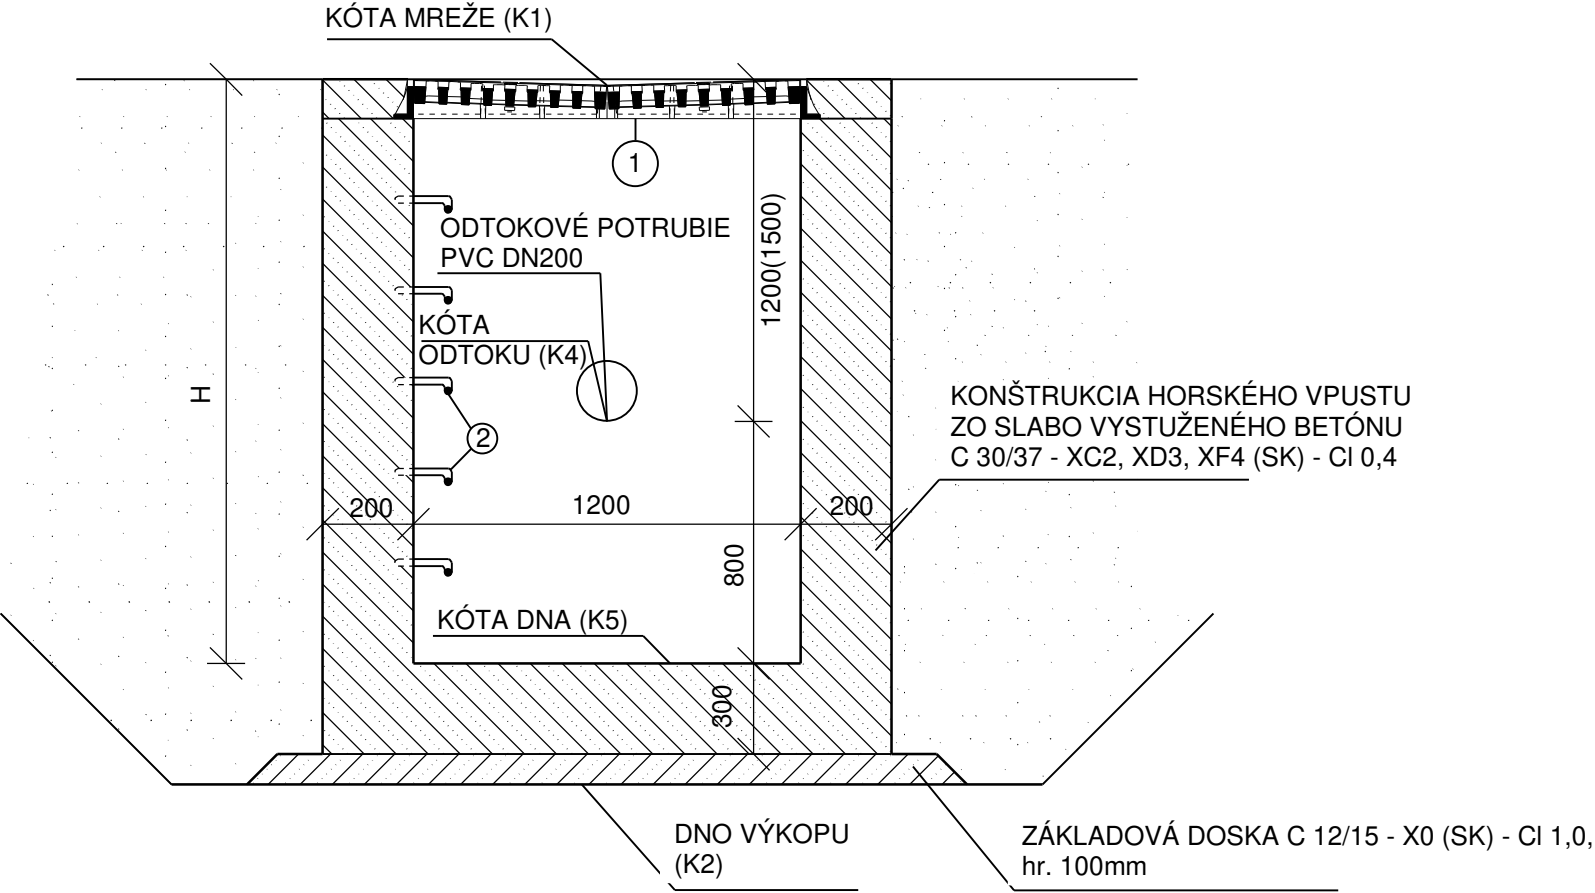 KÓTA MREŽE (K1)
1
ODTOKOVÉ POTRUBIE
PVC DN200
1200(1500)
KÓTA
ODTOKU (K4)
H
2
KONŠTRUKCIA HORSKÉHO VPUSTU
ZO SLABO VYSTUŽENÉHO BETÓNU
C 30/37 - XC2, XD3, XF4 (SK) - Cl 0,4
200
1200
200
800
KÓTA DNA (K5)
300
DNO VÝKOPU
(K2)
ZÁKLADOVÁ DOSKA C 12/15 - X0 (SK) - Cl 1,0,
hr. 100mm